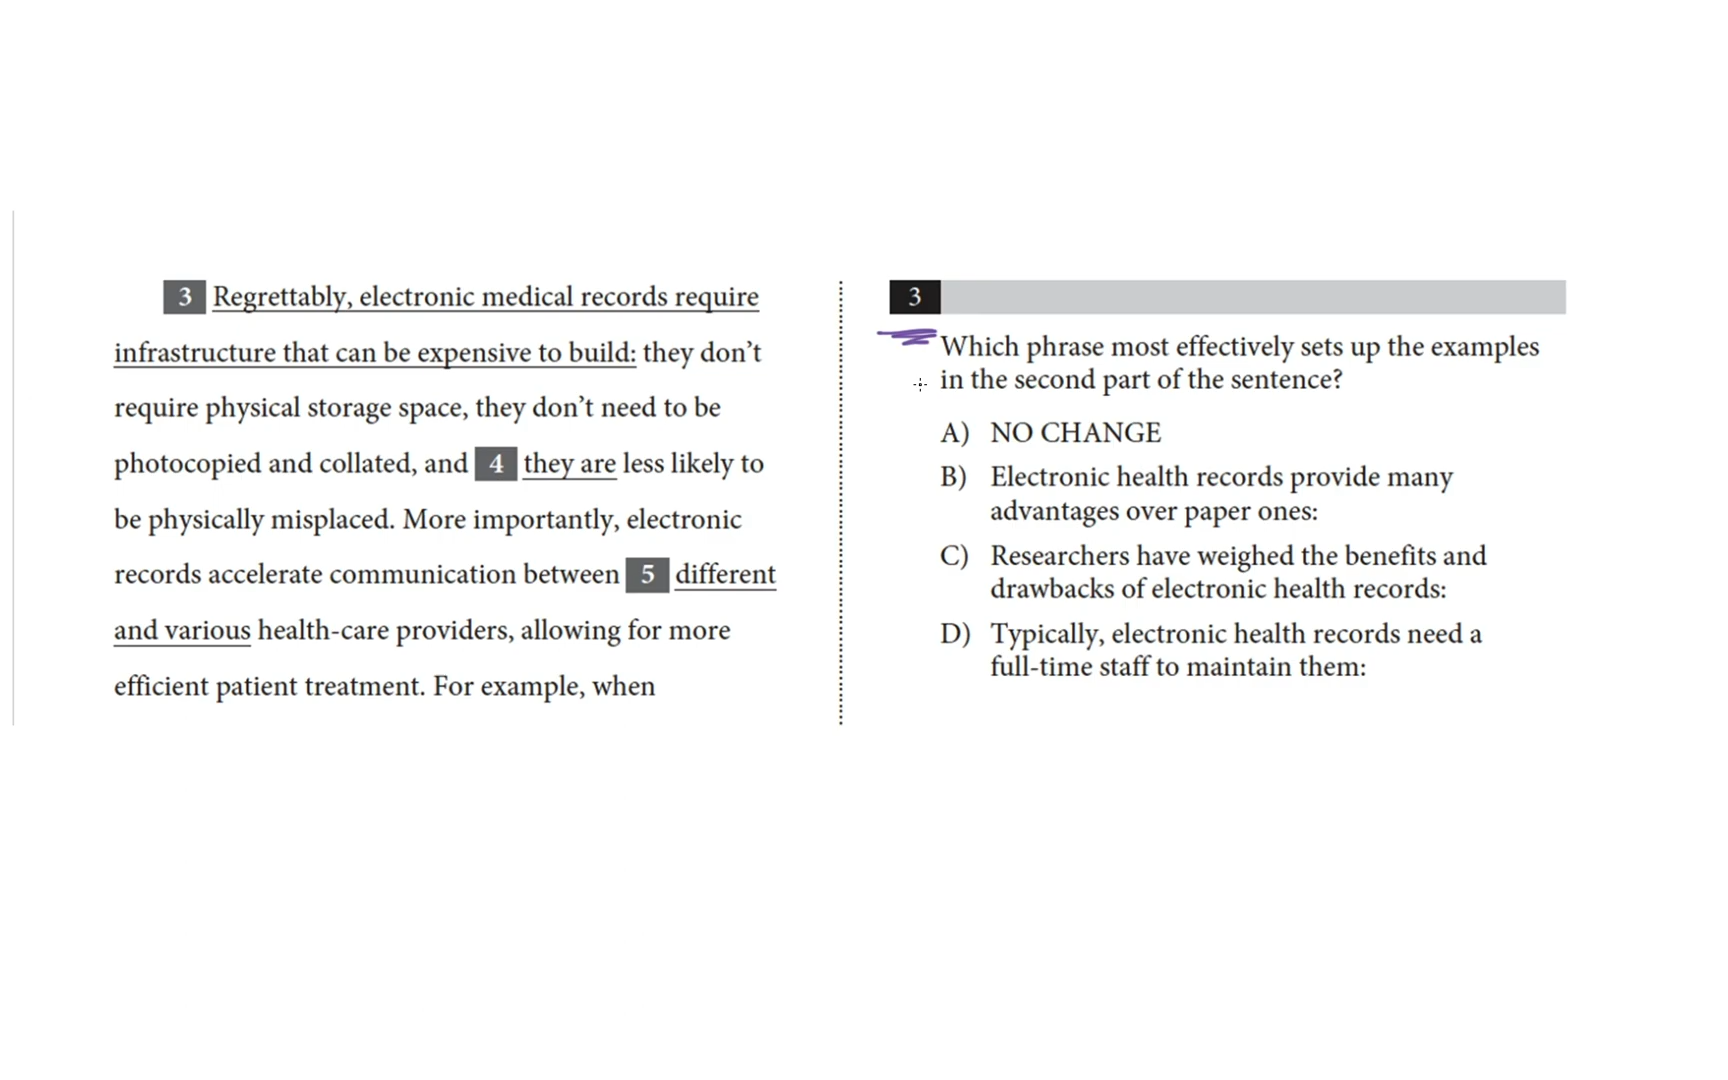 3 Regrettably, electronic medical records require
infrastructure that can be expensive to build: they don’t
require physical storage space, they don’t need to be
photocopied and collated, and 4 they are less likely to
be physically misplaced. More importantly, electronic
records accelerate communication between 5 different
and various health-care providers, allowing for more
efficient patient treatment. For example, when
3
Which phrase most effectively sets up the examples
in the second part of the sentence?
A) NO CHANGE
B) Electronic health records provide many
advantages over paper ones:
C) Researchers have weighed the benefits and
drawbacks of electronic health records:
D) Typically, electronic health records need a
full-time staff to maintain them: